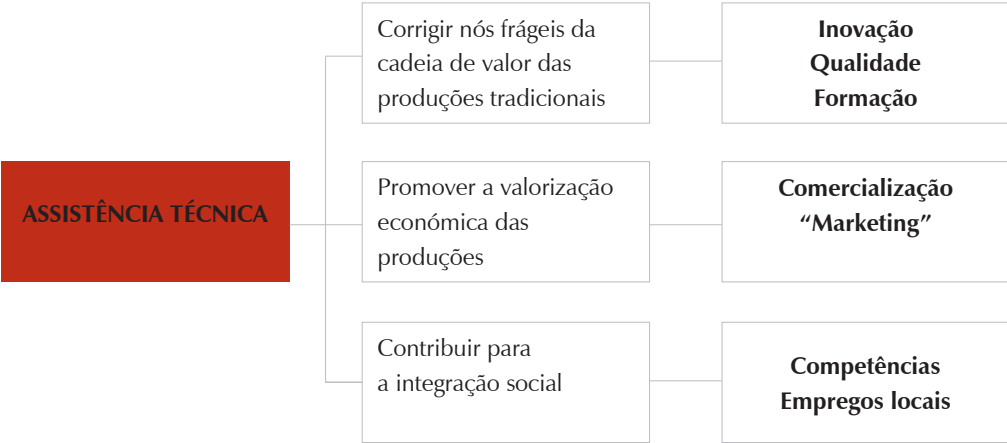 ASSISTÊNCIA TÉCNICA
Corrigir nós frágeis da
cadeia de valor das
produções tradicionais
Inovação
Qualidade
Formação
Promover a valorização
económica das
produções
Comercialização
“Marketing”
Contribuir para
a integração social
Competências
Empregos locais